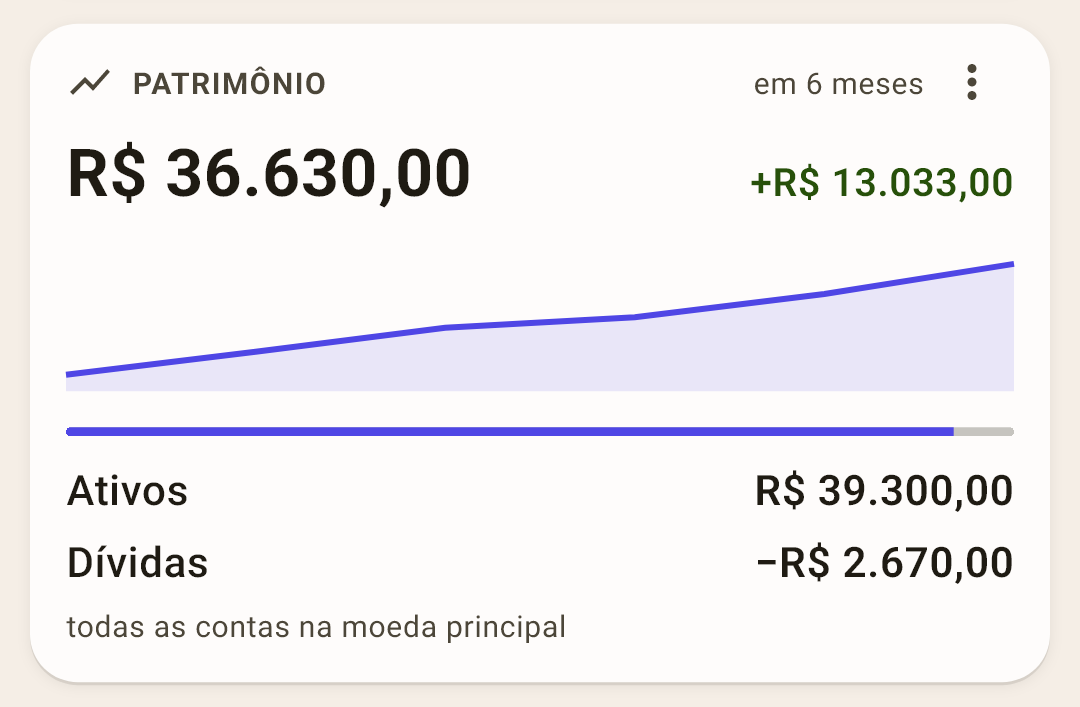 PATRIMÔNIO em 6 meses
R$ 36.630,00 +R$ 13.033,00
Ativos R$ 39.300,00
Dívidas −R$ 2.670,00
todas as contas na moeda principal